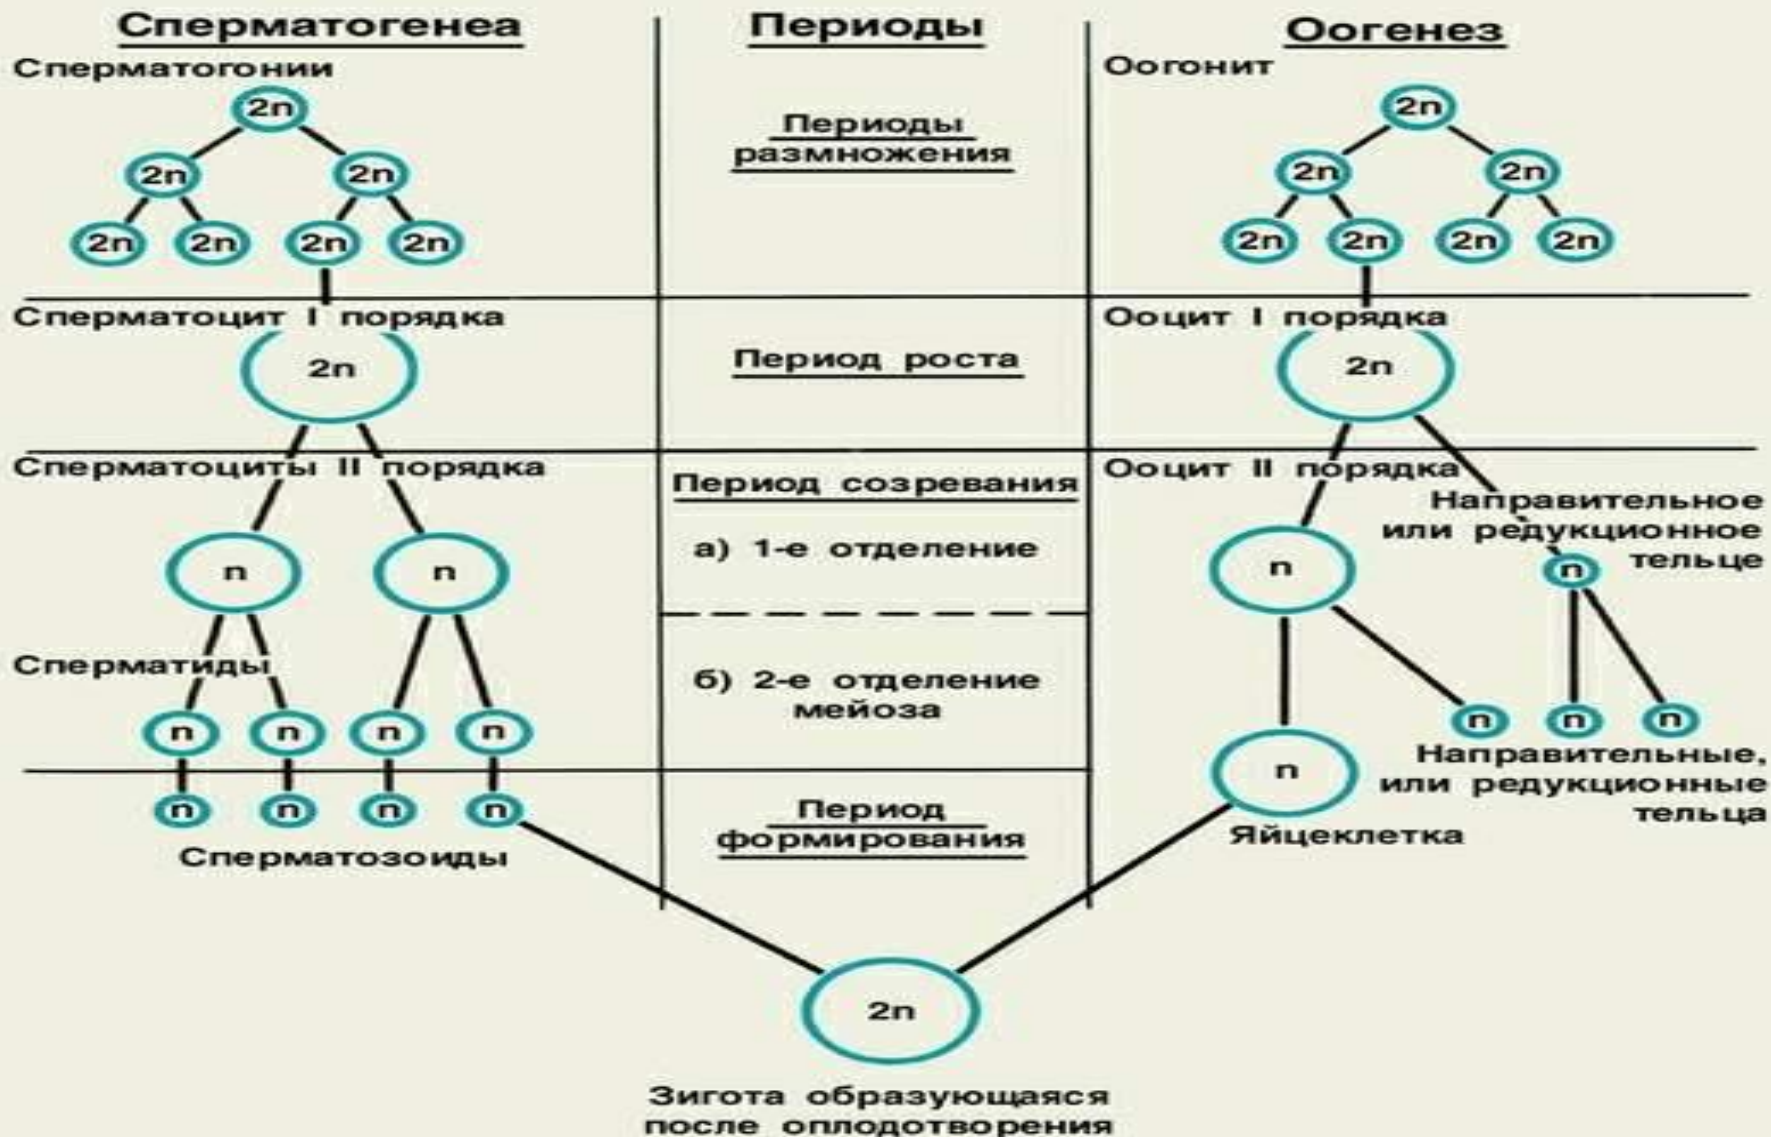 Сперматогенеа
Периоды
Оогенез
Сперматогонии
2n
2n
2n
2n
2n
2n
2n
Периоды
размножения
Оогонит
2n
2n
2n
2n
2n
2n
2n
Сперматоцит I порядка
2n
Период роста
Ооцит I порядка
2n
Сперматоциты II порядка
n
n
Период созревания
а) 1-е отделение
Ооцит II порядка
Направительное
или редукционное
тельце
n
n
Сперматиды
n
n
n
n
б) 2-е отделение
мейоза
n
n
n
Направительные,
или редукционные
тельца
n
Яйцеклетка
n
n
n
n
Сперматозоиды
Период
формирования
2n
Зигота образующаяся
после оплодотворения